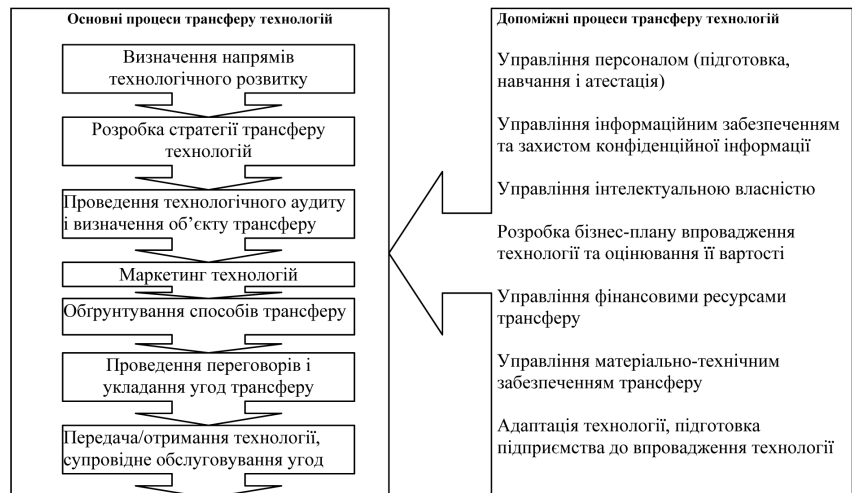 Основні процеси трансферу технологій
Визначення напрямів
технологічного розвитку
Розробка стратегії трансферу
технологій
Проведення технологічного аудиту
і визначення об’єкту трансферу
Маркетинг технологій
Обґрунтування способів трансферу
Проведення переговорів і
укладання угод трансферу
Передача/отримання технології,
супровідне обслуговування угод
Допоміжні процеси трансферу технологій
Управління персоналом (підготовка,
навчання і атестація)
Управління інформаційним забезпеченням
та захистом конфіденційної інформації
Управління інтелектуальною власністю
Розробка бізнес-плану впровадження
технології та оцінювання її вартості
Управління фінансовими ресурсами
трансферу
Управління матеріально-технічним
забезпеченням трансферу
Адаптація технології, підготовка
підприємства до впровадження технології